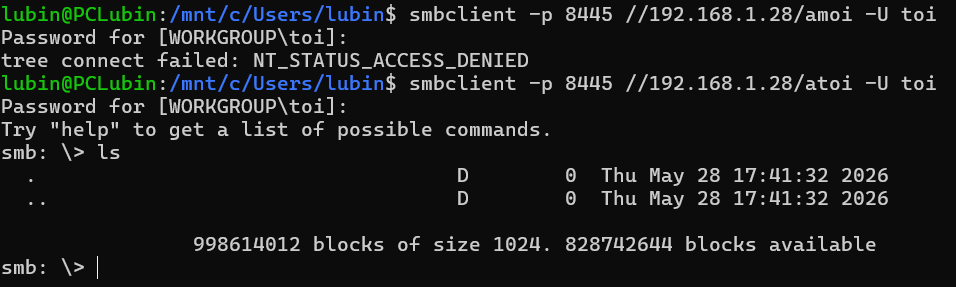 lubin@PCLubin:/mnt/c/Users/lubin$ smbclient -p 8445 //192.168.1.28/amoi -U toi
Password for [WORKGROUP\toi]:
tree connect failed: NT_STATUS_ACCESS_DENIED
lubin@PCLubin:/mnt/c/Users/lubin$ smbclient -p 8445 //192.168.1.28/atoi -U toi
Password for [WORKGROUP\toi]:
Try "help" to get a list of possible commands.
smb: \> ls
  .                                   D        0  Thu May 28 17:41:32 2026
  ..                                  D        0  Thu May 28 17:41:32 2026

                998614012 blocks of size 1024. 828742644 blocks available
smb: \>